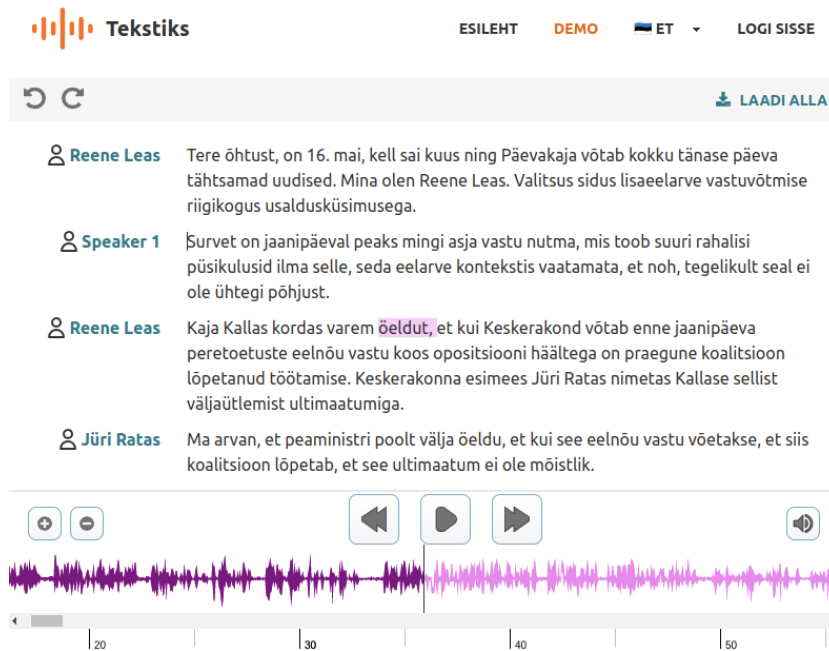 Tekstiks
ESILEHT DEMO ET LOGI SISSE
LAADI ALLA
Reene Leas Tere õhtust, on 16. mai, kell sai kuus ning Päevakaja võtab kokku tänase päeva
tähtsamad uudised. Mina olen Reene Leas. Valitsus sidus lisaeelarve vastuvõtmise
riigikogus usaldusküsimusega.
Speaker 1 Survet on jaanipäeval peaks mingi asja vastu nutma, mis toob suuri rahalisi
püsikulusid ilma selle, seda eelarve kontekstis vaatamata, et noh, tegelikult seal ei
ole ühtegi põhjust.
Reene Leas Kaja Kallas kordas varem öeldut, et kui Keskerakond võtab enne jaanipäeva
peretoetuste eelnõu vastu koos opositsiooni häältega on praegune koalitsioon
lõpetanud töötamise. Keskerakonna esimees Jüri Ratas nimetas Kallase sellist
väljaütlemist ultimaatumiga.
Jüri Ratas Ma arvan, et peaministri poolt välja öeldu, et kui see eelnõu vastu võetakse, et siis
koalitsioon lõpetab, et see ultimaatum ei ole mõistlik.
20 30 40 50